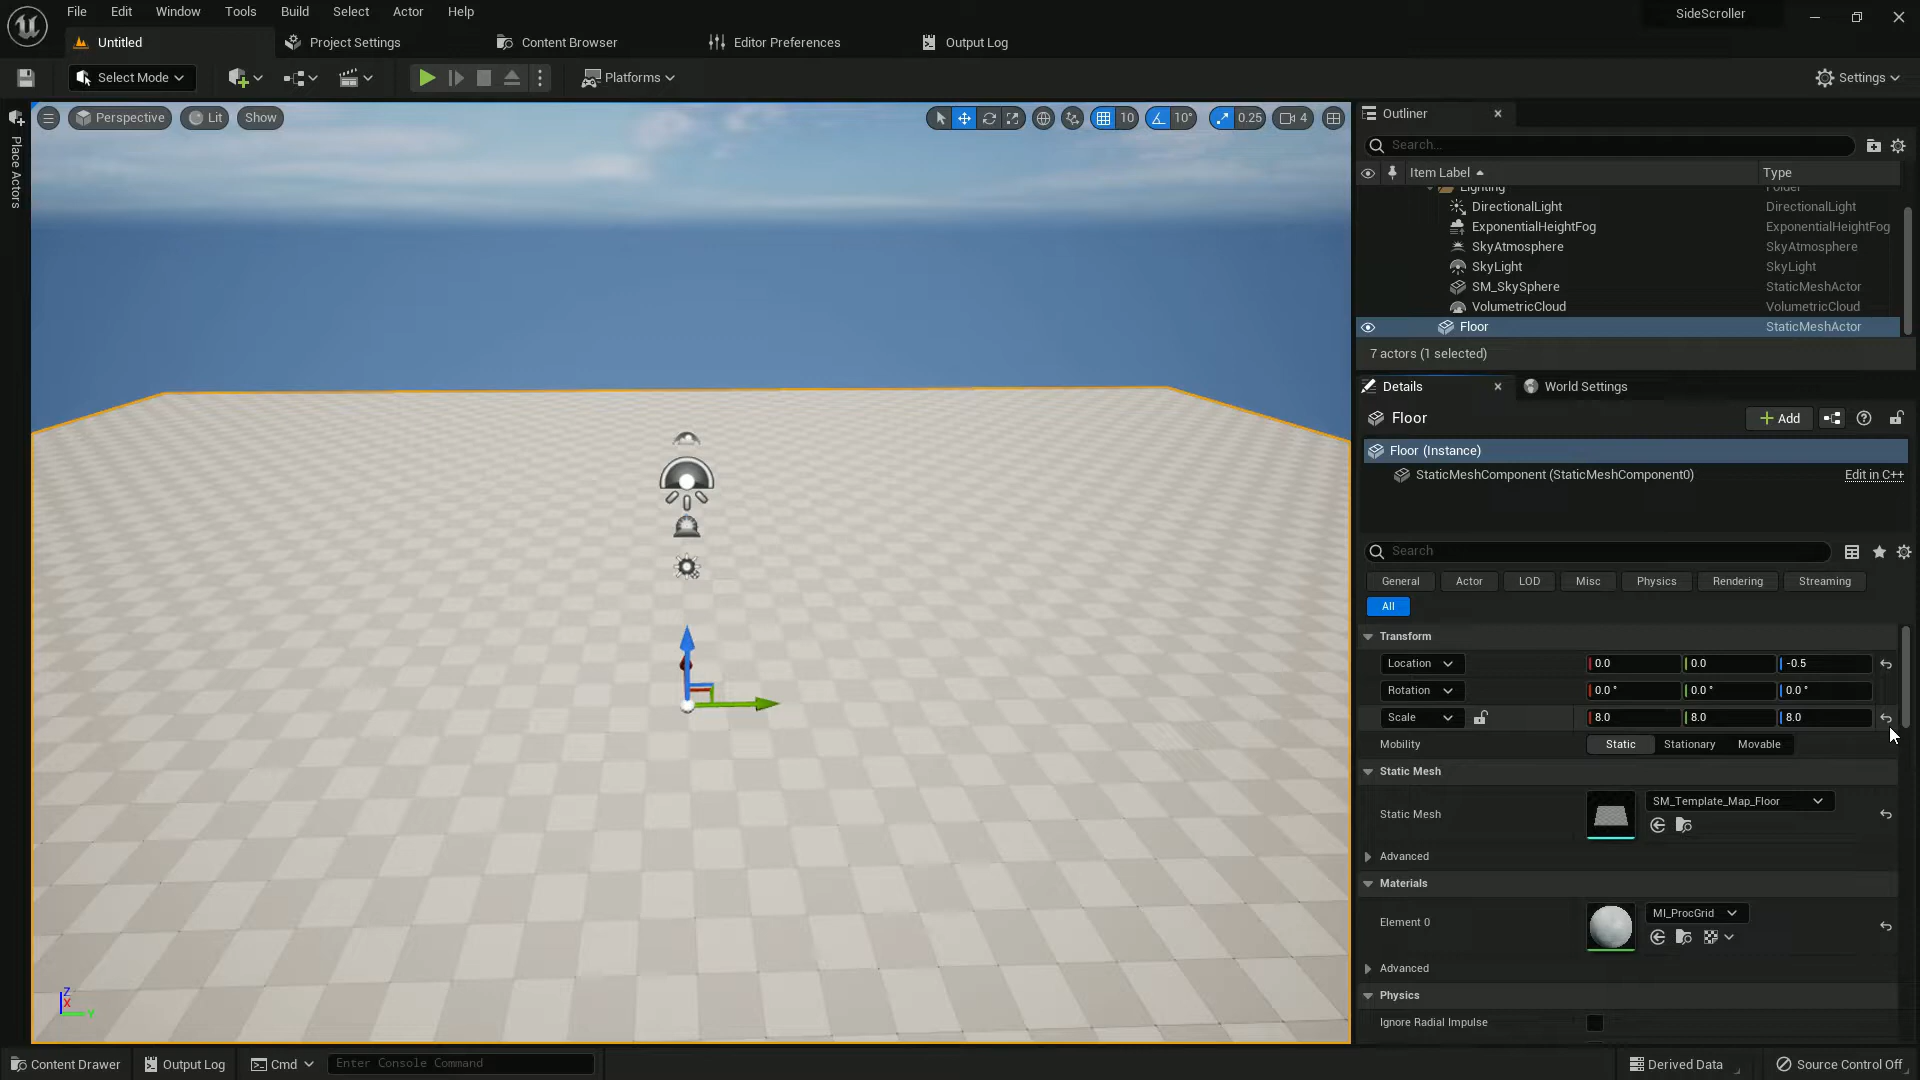 File Edit Window Tools Build Select Actor Help SideScroller
Untitled Project Settings Content Browser Editor Preferences Output Log
Select Mode Platforms Settings
Place Actors
Perspective Lit Show 10 10° 0.25 4
Outliner
Search...
Item Label Type
Lighting Folder
DirectionalLight DirectionalLight
ExponentialHeightFog ExponentialHeightFog
SkyAtmosphere SkyAtmosphere
SkyLight SkyLight
SM_SkySphere StaticMeshActor
VolumetricCloud VolumetricCloud
Floor StaticMeshActor
7 actors (1 selected)
Details World Settings
Floor Add
Floor (Instance)
StaticMeshComponent (StaticMeshComponent0) Edit in C++
Search
General Actor LOD Misc Physics Rendering Streaming
All
Transform
Location 0.0 0.0 -0.5
Rotation 0.0 ° 0.0 ° 0.0 °
Scale 8.0 8.0 8.0
Mobility Static Stationary Movable
Static Mesh
Static Mesh SM_Template_Map_Floor
Advanced
Materials
Element 0 MI_ProcGrid
Advanced
Physics
Ignore Radial Impulse
Z
X
Y
Content Drawer Output Log Cmd Enter Console Command Derived Data Source Control Off